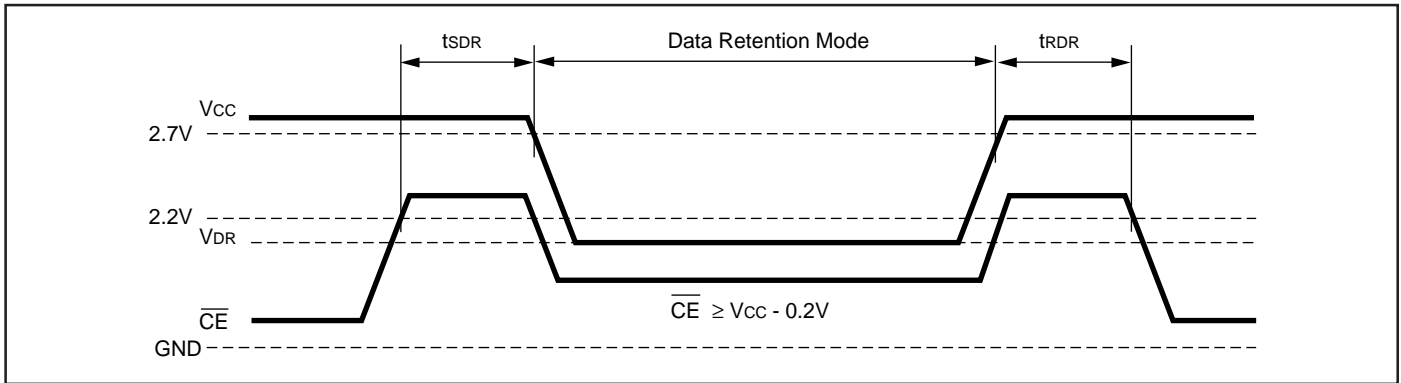 tSDR
Data Retention Mode
tRDR
VCC
2.7V
2.2V
VDR
CE ≥ VCC - 0.2V
CE
GND